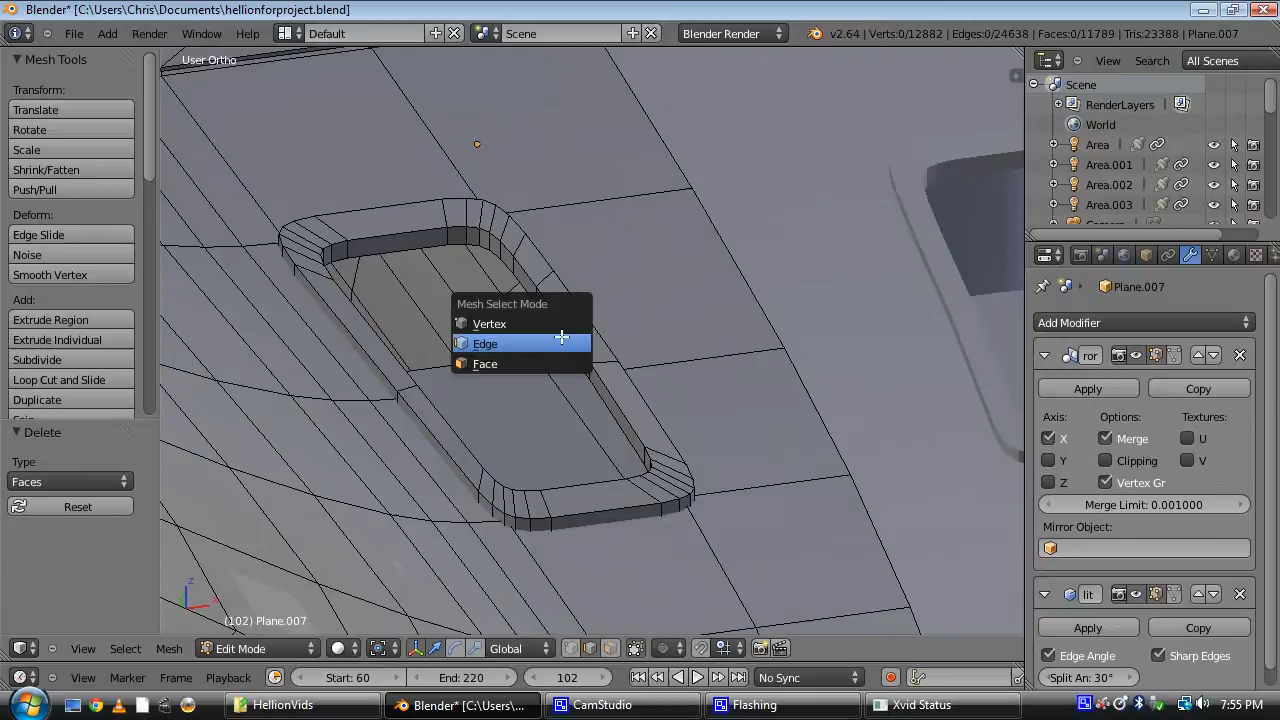 Blender* [C:\Users\Chris\Documents\hellionforproject.blend]
File Add Render Window Help Default Scene Blender Render v2.64 | Verts:0/12882 | Edges:0/24638 | Faces:0/11789 | Tris:23388 | Plane.007
Mesh Tools
Transform:
Translate
Rotate
Scale
Shrink/Fatten
Push/Pull
Deform:
Edge Slide
Noise
Smooth Vertex
Add:
Extrude Region
Extrude Individual
Subdivide
Loop Cut and Slide
Duplicate
Delete
Type
Faces
Reset
User Ortho
Mesh Select Mode
Vertex
Edge
Face
z
x
(102) Plane.007
View Search All Scenes
Scene
RenderLayers
World
Area
Area.001
Area.002
Area.003
Plane.007
Add Modifier
ror
Apply Copy
Axis: Options: Textures:
X Merge U
Y Clipping V
Z Vertex Gr
Merge Limit: 0.001000
Mirror Object:
lit
Apply Copy
Edge Angle Sharp Edges
Split An: 30°
View Select Mesh Edit Mode Global
View Marker Frame Playback Start: 60 End: 220 102 No Sync
HellionVids Blender* [C:\Users\... CamStudio Flashing Xvid Status 7:55 PM